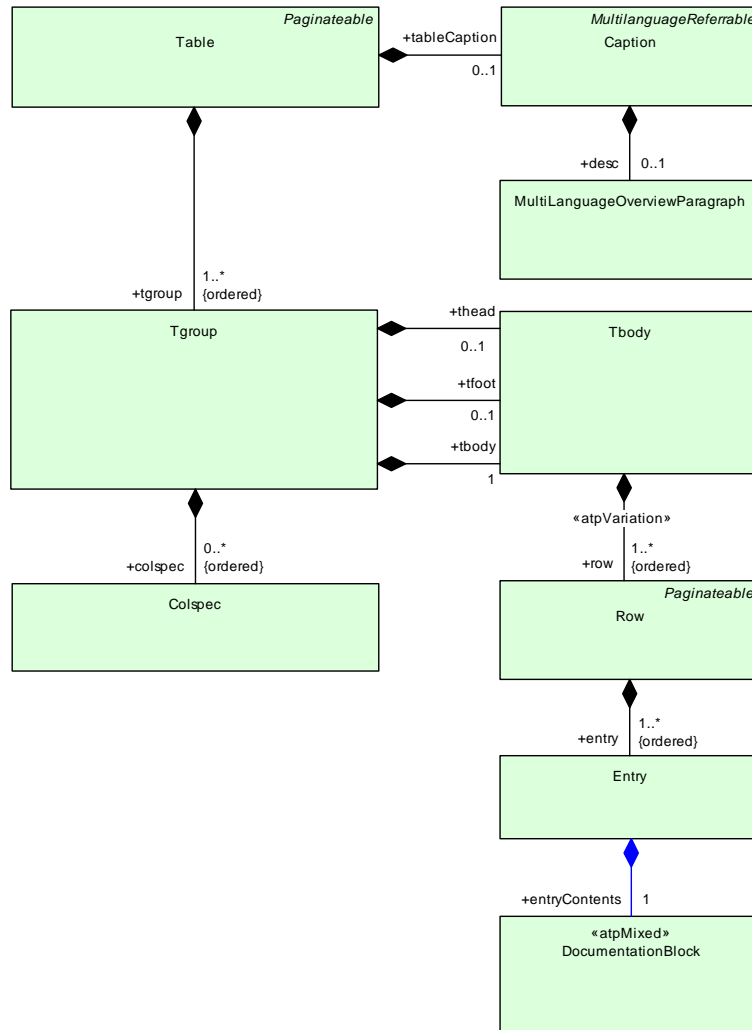 Paginateable
Table
+tableCaption
0..1
MultilanguageReferrable
Caption
+desc
0..1
MultiLanguageOverviewParagraph
+tgroup
1..*
{ordered}
Tgroup
+thead
0..1
+tfoot
0..1
+tbody
1
Tbody
«atpVariation»
+row
1..*
{ordered}
+colspec
0..*
{ordered}
Colspec
Paginateable
Row
+entry
1..*
{ordered}
Entry
+entryContents
1
«atpMixed»
DocumentationBlock